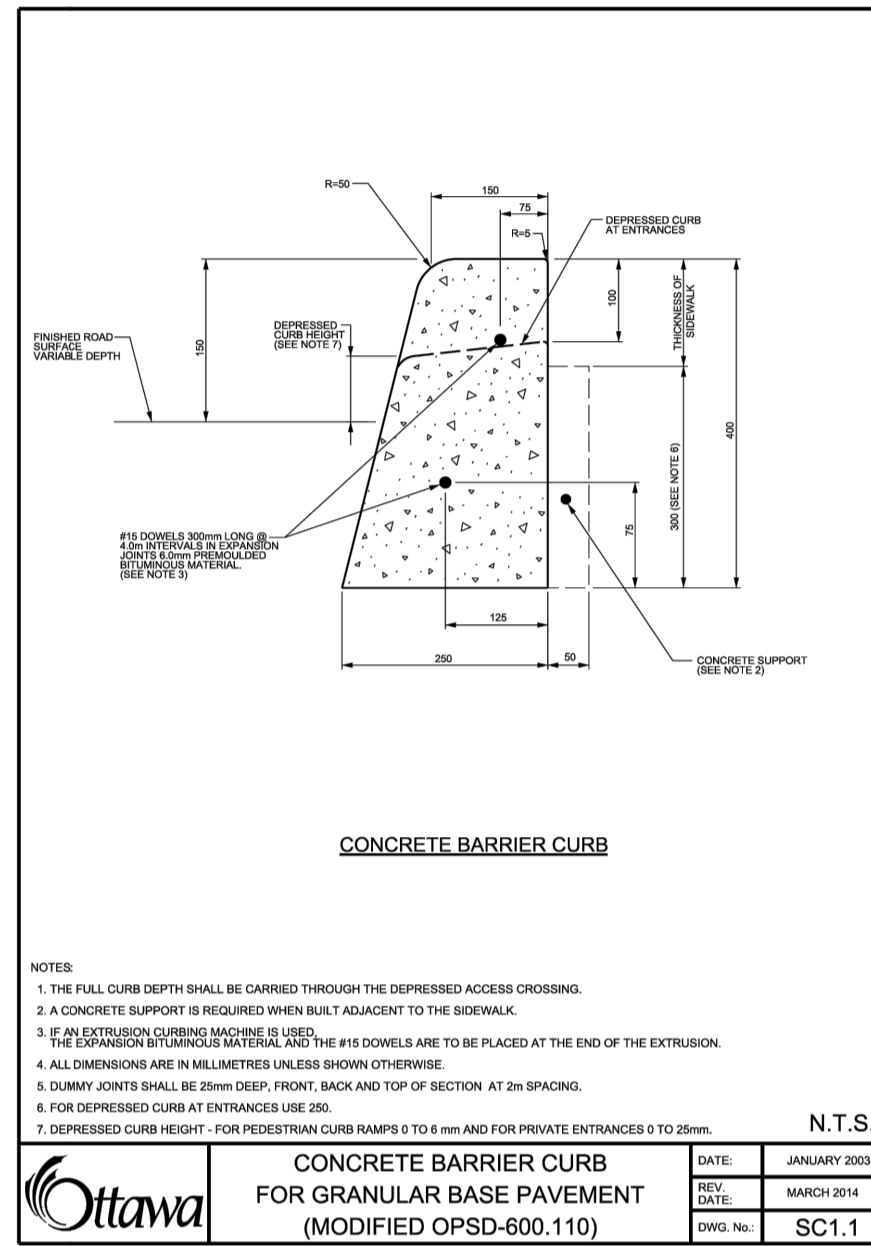 R=50
150
75
R=5
DEPRESSED CURB
AT ENTRANCES
100
THICKNESS OF
SIDEWALK
FINISHED ROAD
SURFACE
VARIABLE DEPTH
150
DEPRESSED
CURB HEIGHT
(SEE NOTE 7)
400
300 (SEE NOTE 6)
75
#15 DOWELS 300mm LONG @
4.0m INTERVALS IN EXPANSION
JOINTS 6.0mm PREMOULDED
BITUMINOUS MATERIAL.
(SEE NOTE 3)
125
250
50
CONCRETE SUPPORT
(SEE NOTE 2)
CONCRETE BARRIER CURB
NOTES:
1. THE FULL CURB DEPTH SHALL BE CARRIED THROUGH THE DEPRESSED ACCESS CROSSING.
2. A CONCRETE SUPPORT IS REQUIRED WHEN BUILT ADJACENT TO THE SIDEWALK.
3. IF AN EXTRUSION CURBING MACHINE IS USED,
THE EXPANSION BITUMINOUS MATERIAL AND THE #15 DOWELS ARE TO BE PLACED AT THE END OF THE EXTRUSION.
4. ALL DIMENSIONS ARE IN MILLIMETRES UNLESS SHOWN OTHERWISE.
5. DUMMY JOINTS SHALL BE 25mm DEEP, FRONT, BACK AND TOP OF SECTION AT 2m SPACING.
6. FOR DEPRESSED CURB AT ENTRANCES USE 250.
7. DEPRESSED CURB HEIGHT - FOR PEDESTRIAN CURB RAMPS 0 TO 6 mm AND FOR PRIVATE ENTRANCES 0 TO 25mm.
N.T.S.
Ottawa
CONCRETE BARRIER CURB
FOR GRANULAR BASE PAVEMENT
(MODIFIED OPSD-600.110)
DATE: JANUARY 2003
REV.
DATE: MARCH 2014
DWG. No.: SC1.1